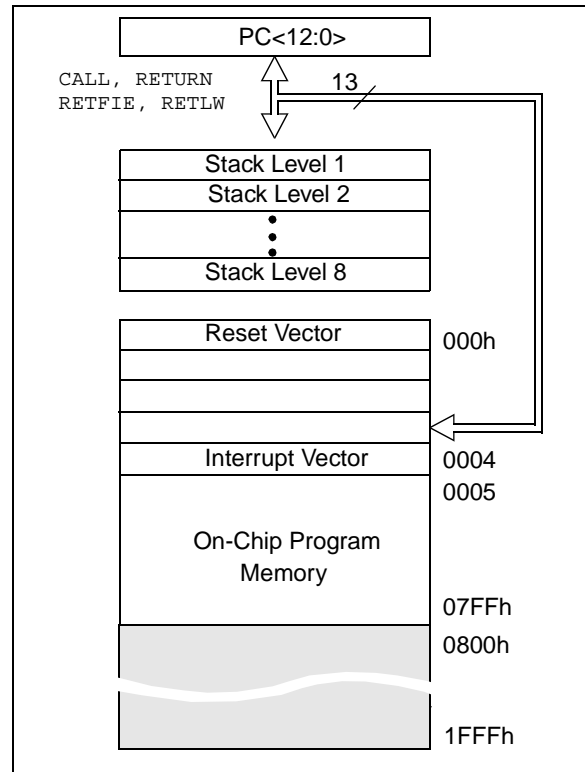 PC<12:0>
CALL, RETURN
RETFIE, RETLW
13
Stack Level 1
Stack Level 2
Stack Level 8
Reset Vector
000h
Interrupt Vector
0004
0005
On-Chip Program
Memory
07FFh
0800h
1FFFh